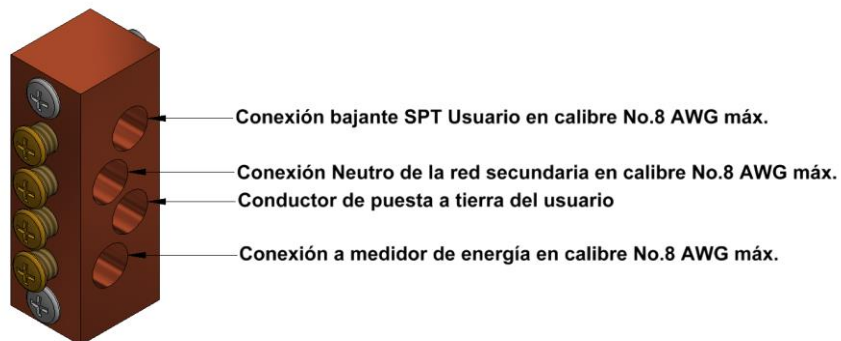 Conexión bajante SPT Usuario en calibre No.8 AWG máx.
Conexión Neutro de la red secundaria en calibre No.8 AWG máx.
Conductor de puesta a tierra del usuario
Conexión a medidor de energía en calibre No.8 AWG máx.